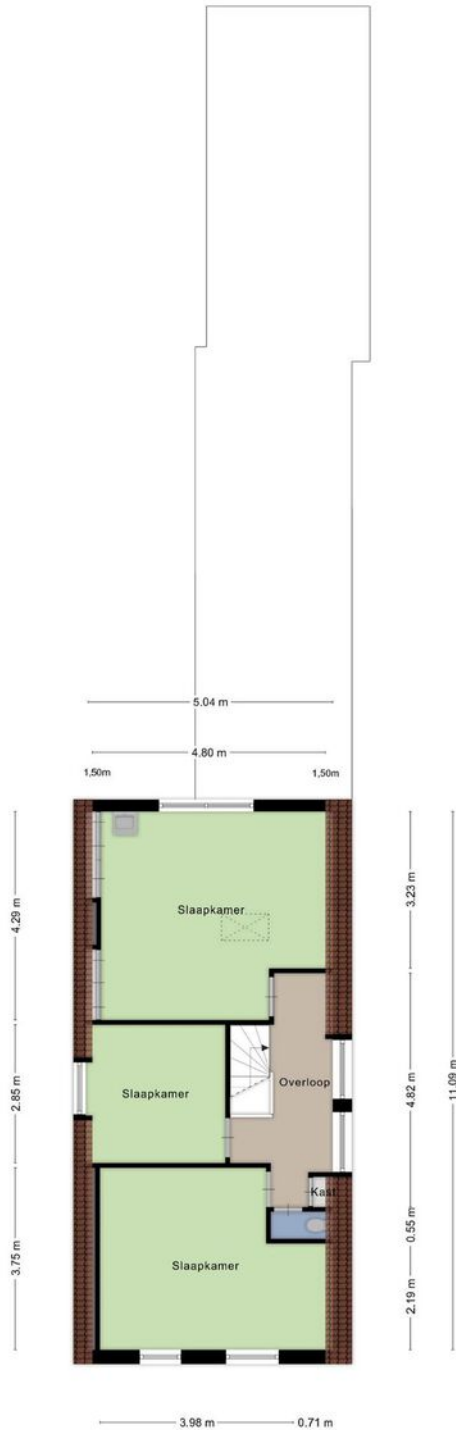 5.04 m
4.80 m
1,50m
1,50m
4.29 m
2.85 m
3.75 m
Slaapkamer
Slaapkamer
Overloop
Kast
Slaapkamer
3.23 m
4.82 m
0.55 m
2.19 m
11.09 m
3.98 m
0.71 m